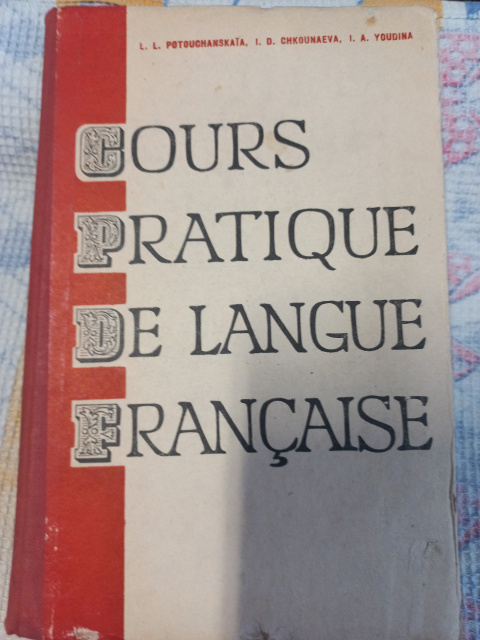 L. L. POTOUCHANSKAÏA, I. D. CHKOUNAEVA, I. A. YOUDINA
COURS
PRATIQUE
DE LANGUE
FRANÇAISE